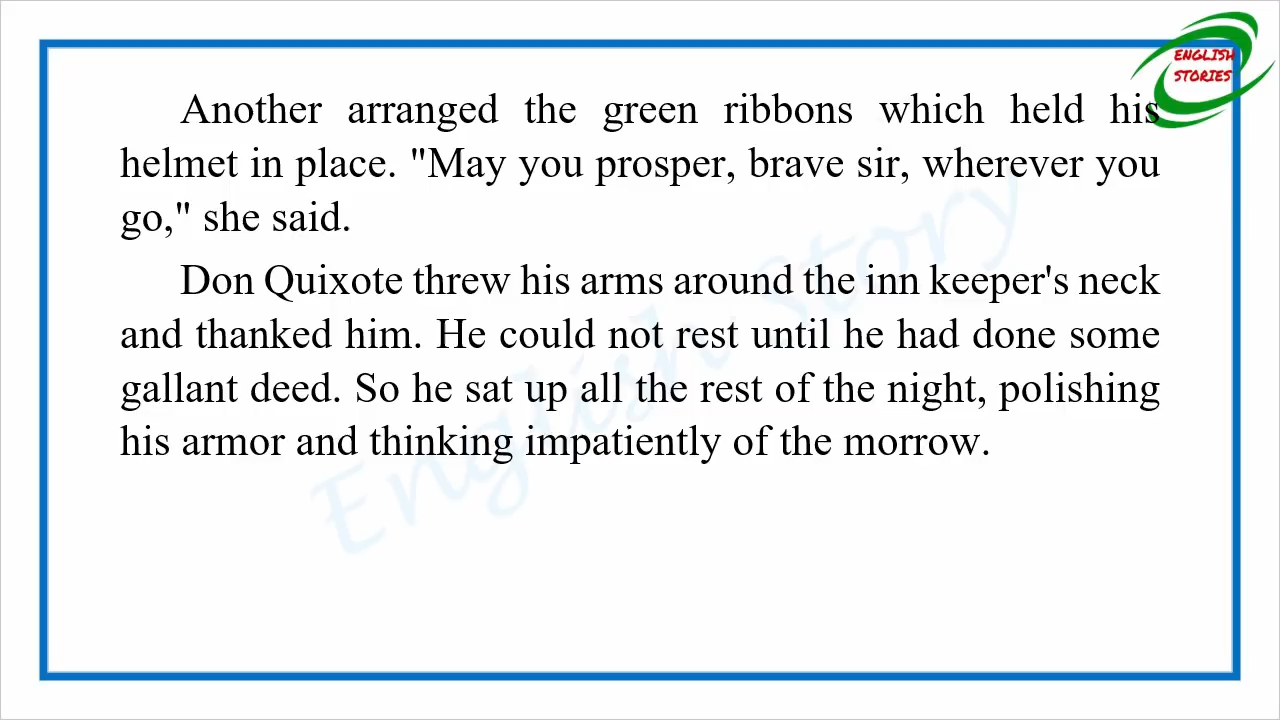 ENGLISH
STORIES
Another arranged the green ribbons which held his
helmet in place. "May you prosper, brave sir, wherever you
go," she said.
Don Quixote threw his arms around the inn keeper's neck
and thanked him. He could not rest until he had done some
gallant deed. So he sat up all the rest of the night, polishing
his armor and thinking impatiently of the morrow.
English Story